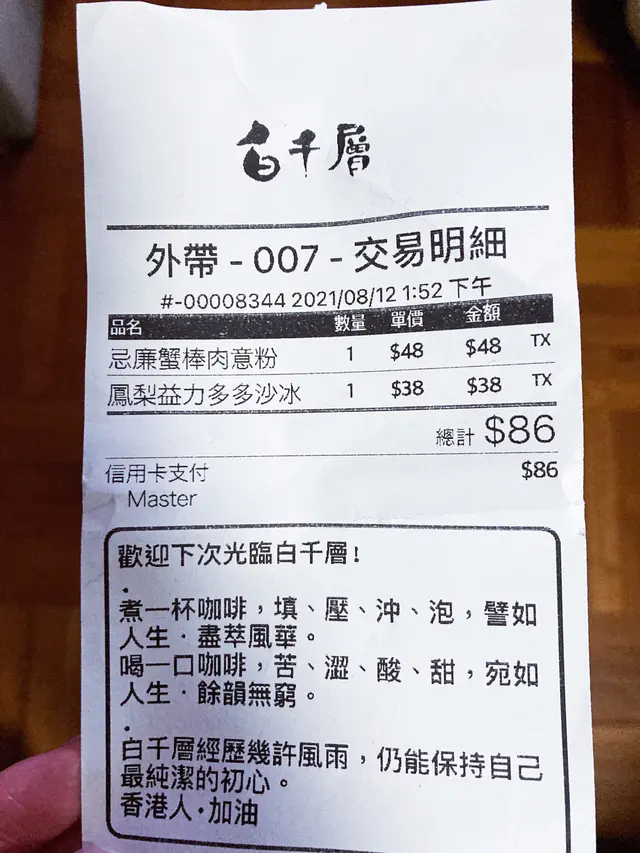 白千層
外帶 - 007 - 交易明細
#-00008344 2021/08/12 1:52 下午
品名 數量 單價 金額
忌廉蟹棒肉意粉 1 $48 $48 TX
鳳梨益力多多沙冰 1 $38 $38 TX
總計 $86
信用卡支付 $86
Master
歡迎下次光臨白千層!
.
煮一杯咖啡，填、壓、沖、泡，譬如
人生．盡萃風華。
喝一口咖啡，苦、澀、酸、甜，宛如
人生．餘韻無窮。
.
白千層經歷幾許風雨，仍能保持自己
最純潔的初心。
香港人·加油